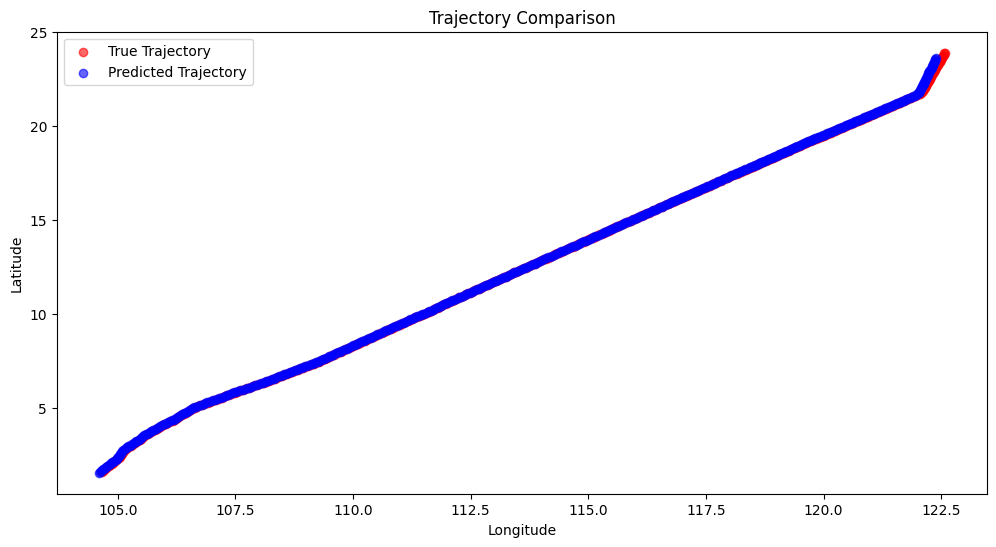 Trajectory Comparison
True Trajectory
Predicted Trajectory
25
20
15
10
5
Latitude
105.0
107.5
110.0
112.5
115.0
117.5
120.0
122.5
Longitude